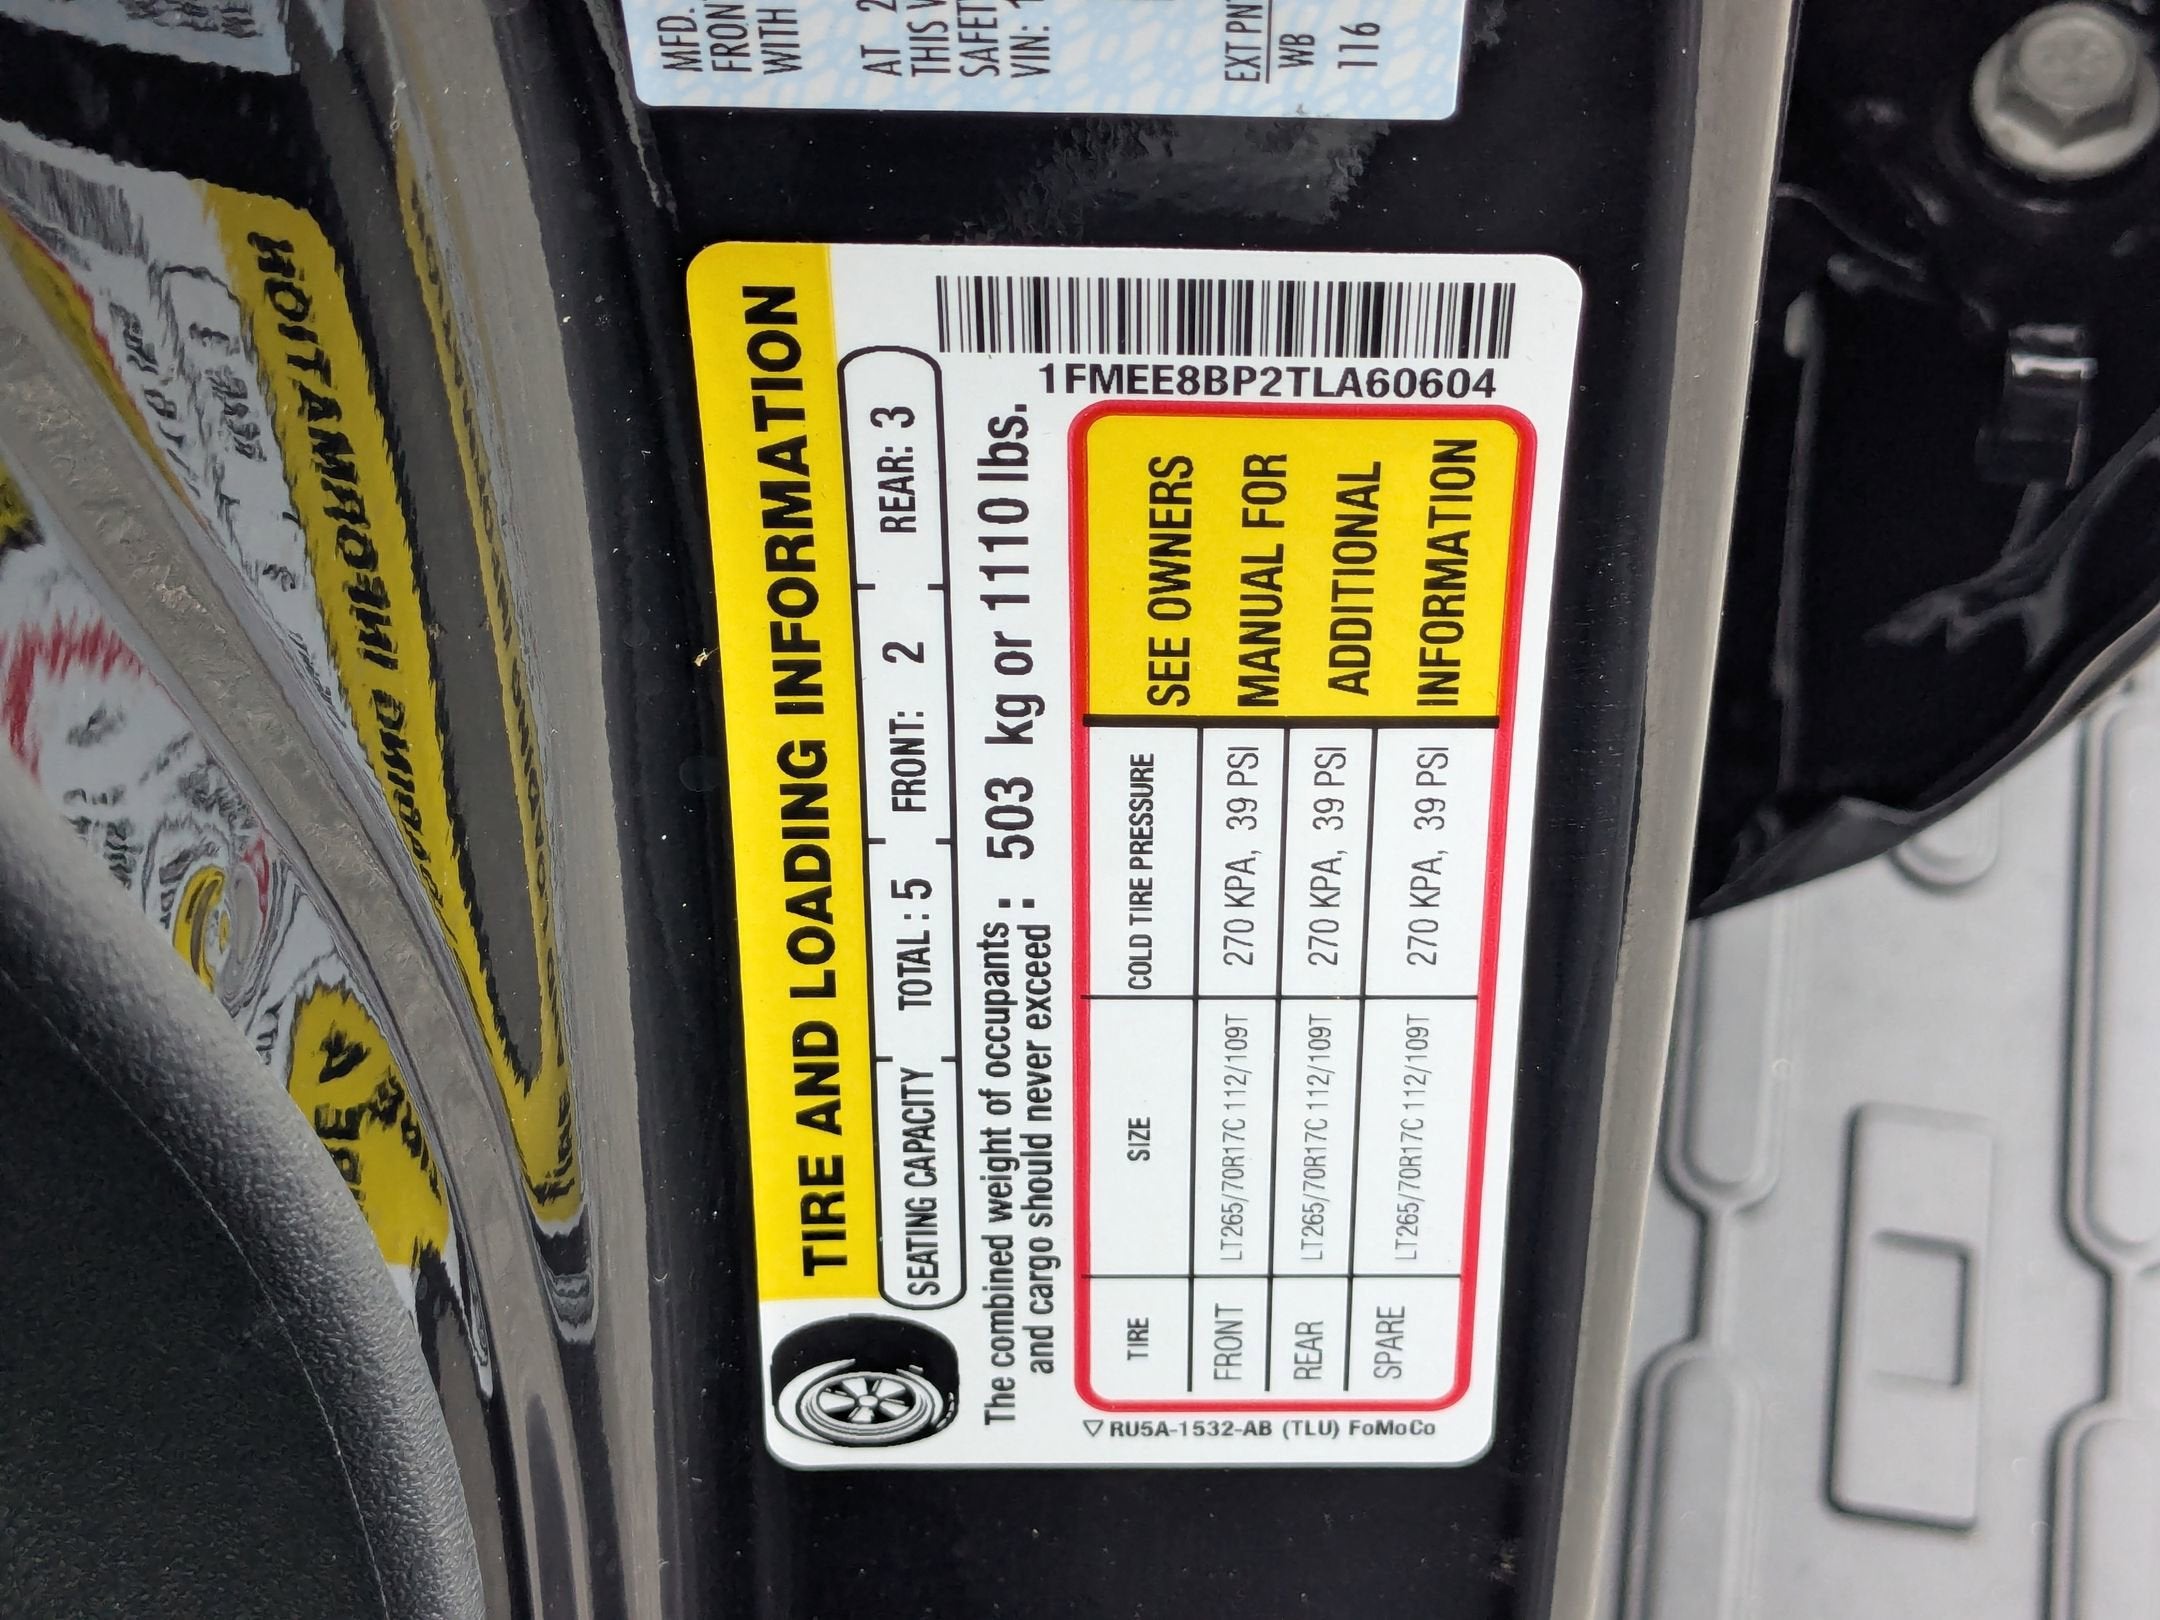 MFD.
FRON
WITH
AT 2
THIS V
SAFET
VIN: 1
EXT PNT
WB
116
TIRE AND LOADING INFORMATION
SEATING CAPACITY TOTAL : 5 FRONT: 2 REAR: 3
The combined weight of occupants
and cargo should never exceed : 503 kg or 1110 lbs.
1FMEE8BP2TLA60604
TIRE SIZE COLD TIRE PRESSURE
FRONT LT265/70R17C 112/109T 270 KPA, 39 PSI
REAR LT265/70R17C 112/109T 270 KPA, 39 PSI
SPARE LT265/70R17C 112/109T 270 KPA, 39 PSI
SEE OWNERS
MANUAL FOR
ADDITIONAL
INFORMATION
▽ RU5A-1532-AB (TLU) FoMoCo